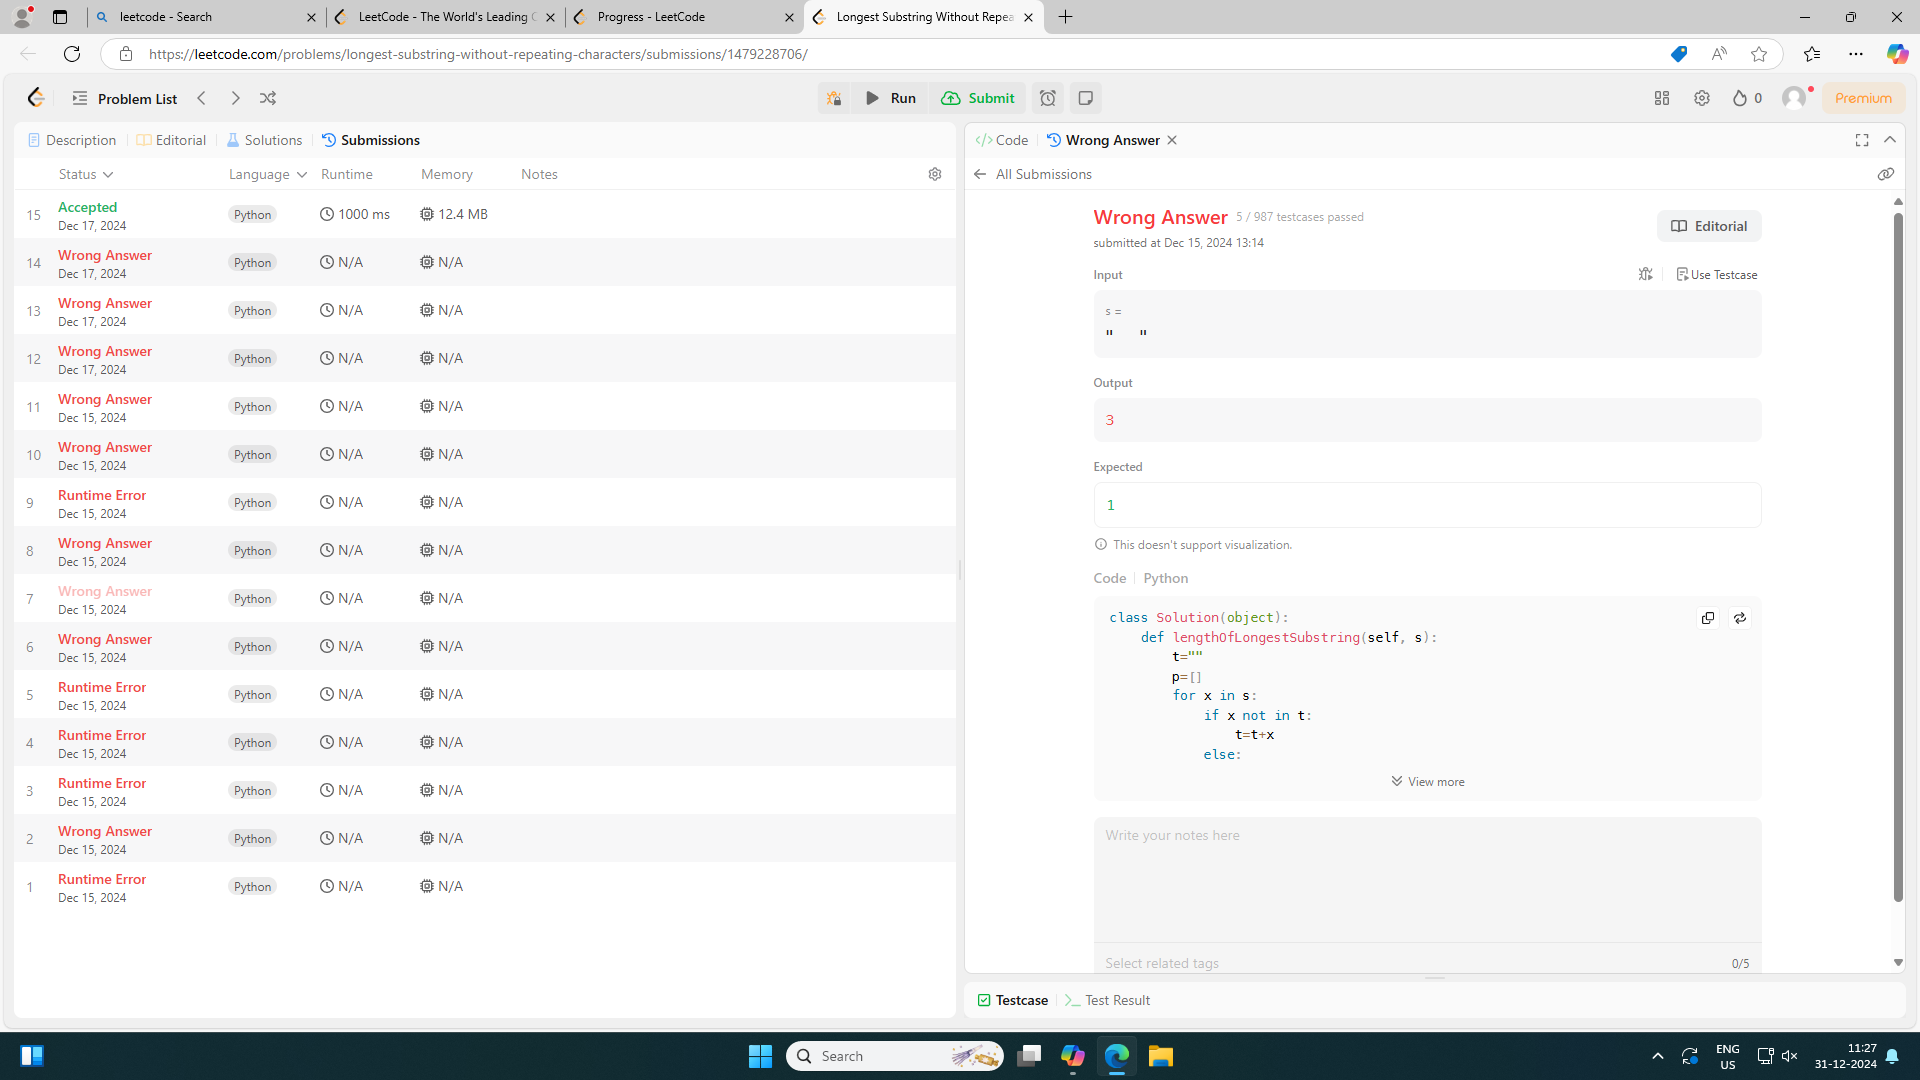 leetcode - Search
LeetCode - The World's Leading
Progress - LeetCode
Longest Substring Without Repea
https://leetcode.com/problems/longest-substring-without-repeating-characters/submissions/1479228706/
Problem List
Run
Submit
0
Premium
Description
Editorial
Solutions
Submissions
Status
Language
Runtime
Memory
Notes
15 Accepted Python 1000 ms 12.4 MB
Dec 17, 2024
14 Wrong Answer Python N/A N/A
Dec 17, 2024
13 Wrong Answer Python N/A N/A
Dec 17, 2024
12 Wrong Answer Python N/A N/A
Dec 17, 2024
11 Wrong Answer Python N/A N/A
Dec 15, 2024
10 Wrong Answer Python N/A N/A
Dec 15, 2024
9 Runtime Error Python N/A N/A
Dec 15, 2024
8 Wrong Answer Python N/A N/A
Dec 15, 2024
7 Wrong Answer Python N/A N/A
Dec 15, 2024
6 Wrong Answer Python N/A N/A
Dec 15, 2024
5 Runtime Error Python N/A N/A
Dec 15, 2024
4 Runtime Error Python N/A N/A
Dec 15, 2024
3 Runtime Error Python N/A N/A
Dec 15, 2024
2 Wrong Answer Python N/A N/A
Dec 15, 2024
1 Runtime Error Python N/A N/A
Dec 15, 2024
Code
Wrong Answer
All Submissions
Wrong Answer 5 / 987 testcases passed
submitted at Dec 15, 2024 13:14
Editorial
Input
Use Testcase
s =
"   "
Output
3
Expected
1
This doesn't support visualization.
Code | Python
class Solution(object):
    def lengthOfLongestSubstring(self, s):
        t=""
        p=[]
        for x in s:
            if x not in t:
                t=t+x
            else:
View more
Write your notes here
Select related tags
0/5
Testcase
Test Result
Search
ENG
US
11:27
31-12-2024